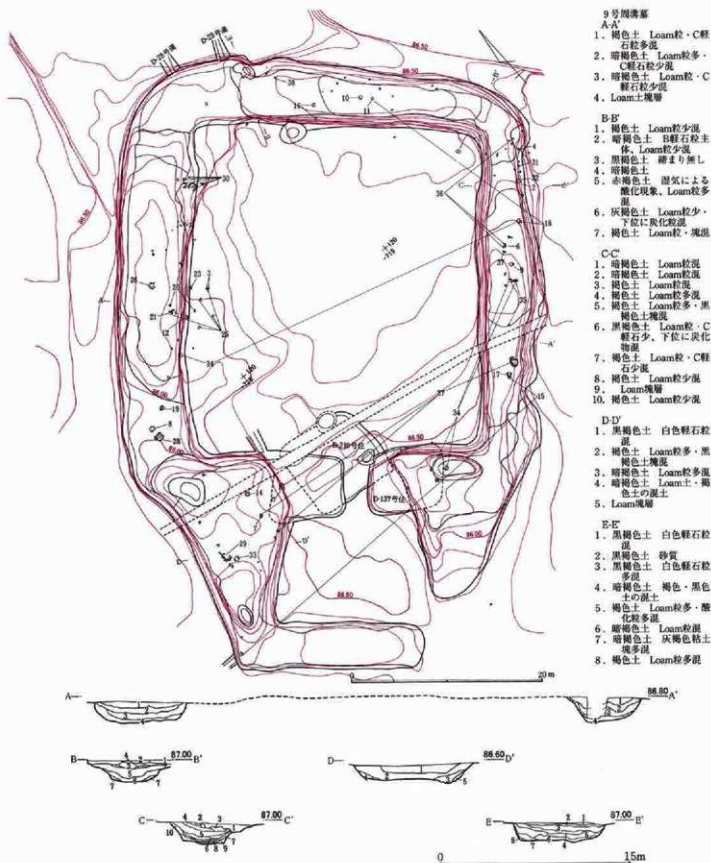 9号周溝墓
A-A'
1. 褐色土 Loam粒・C軽
石粒多混
2. 暗褐色土 Loam粒多・
C軽石粒少混
3. 暗褐色土 Loam粒・C
軽石粒少混
4. Loam土塊層
B-B'
1. 褐色土 Loam粒少混
2. 暗褐色土 B軽石粒主
体、Loam粒少混
3. 黒褐色土 締まり無し
4. 暗褐色土
5. 赤褐色土 湿気による
酸化現象、Loam粒多
混
6. 灰褐色土 Loam粒少・
下位に炭化粒混
7. 褐色土 Loam粒・塊混
C-C'
1. 暗褐色土 Loam粒混
2. 暗褐色土 Loam粒混
3. 褐色土 Loam粒混
4. 褐色土 Loam粒多混
5. 褐色土 Loam粒多・黒
褐色土塊混
6. 黒褐色土 Loam粒・C
軽石少、下位に炭化
物混
7. 褐色土 Loam粒・C軽
石少混
8. 褐色土 Loam粒少混
9. Loam塊層
10. 褐色土 Loam粒少混
D-D'
1. 黒褐色土 白色軽石粒
混
2. 褐色土 Loam粒多・黒
褐色土塊混
3. 暗褐色土 Loam粒多混
4. 暗褐色土 Loam土・褐
色土の混土
5. Loam塊層
E-E'
1. 黒褐色土 白色軽石粒
混
2. 黒褐色土 砂質
3. 黒褐色土 白色軽石粒
多混
4. 暗褐色土 褐色・黒色
土の混土
5. 褐色土 Loam粒多・酸
化粒多混
6. 暗褐色土 Loam粒混
7. 暗褐色土 灰褐色粘土
塊多混
8. 褐色土 Loam粒多混
86.50
86.50
30
36
86.00
86.50
D-137号住
86.00
86.50
0 20m
A 86.80 A'
B 87.00 B'
D 86.60 D'
C 87.00 C'
E 87.00 E'
0 15m